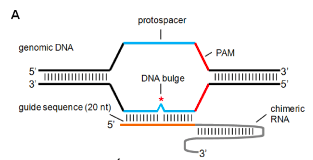 A
protospacer
genomic DNA
PAM
5′ 3′
3′ 5′
DNA bulge
*
guide sequence (20 nt)
chimeric
RNA
5′
3′